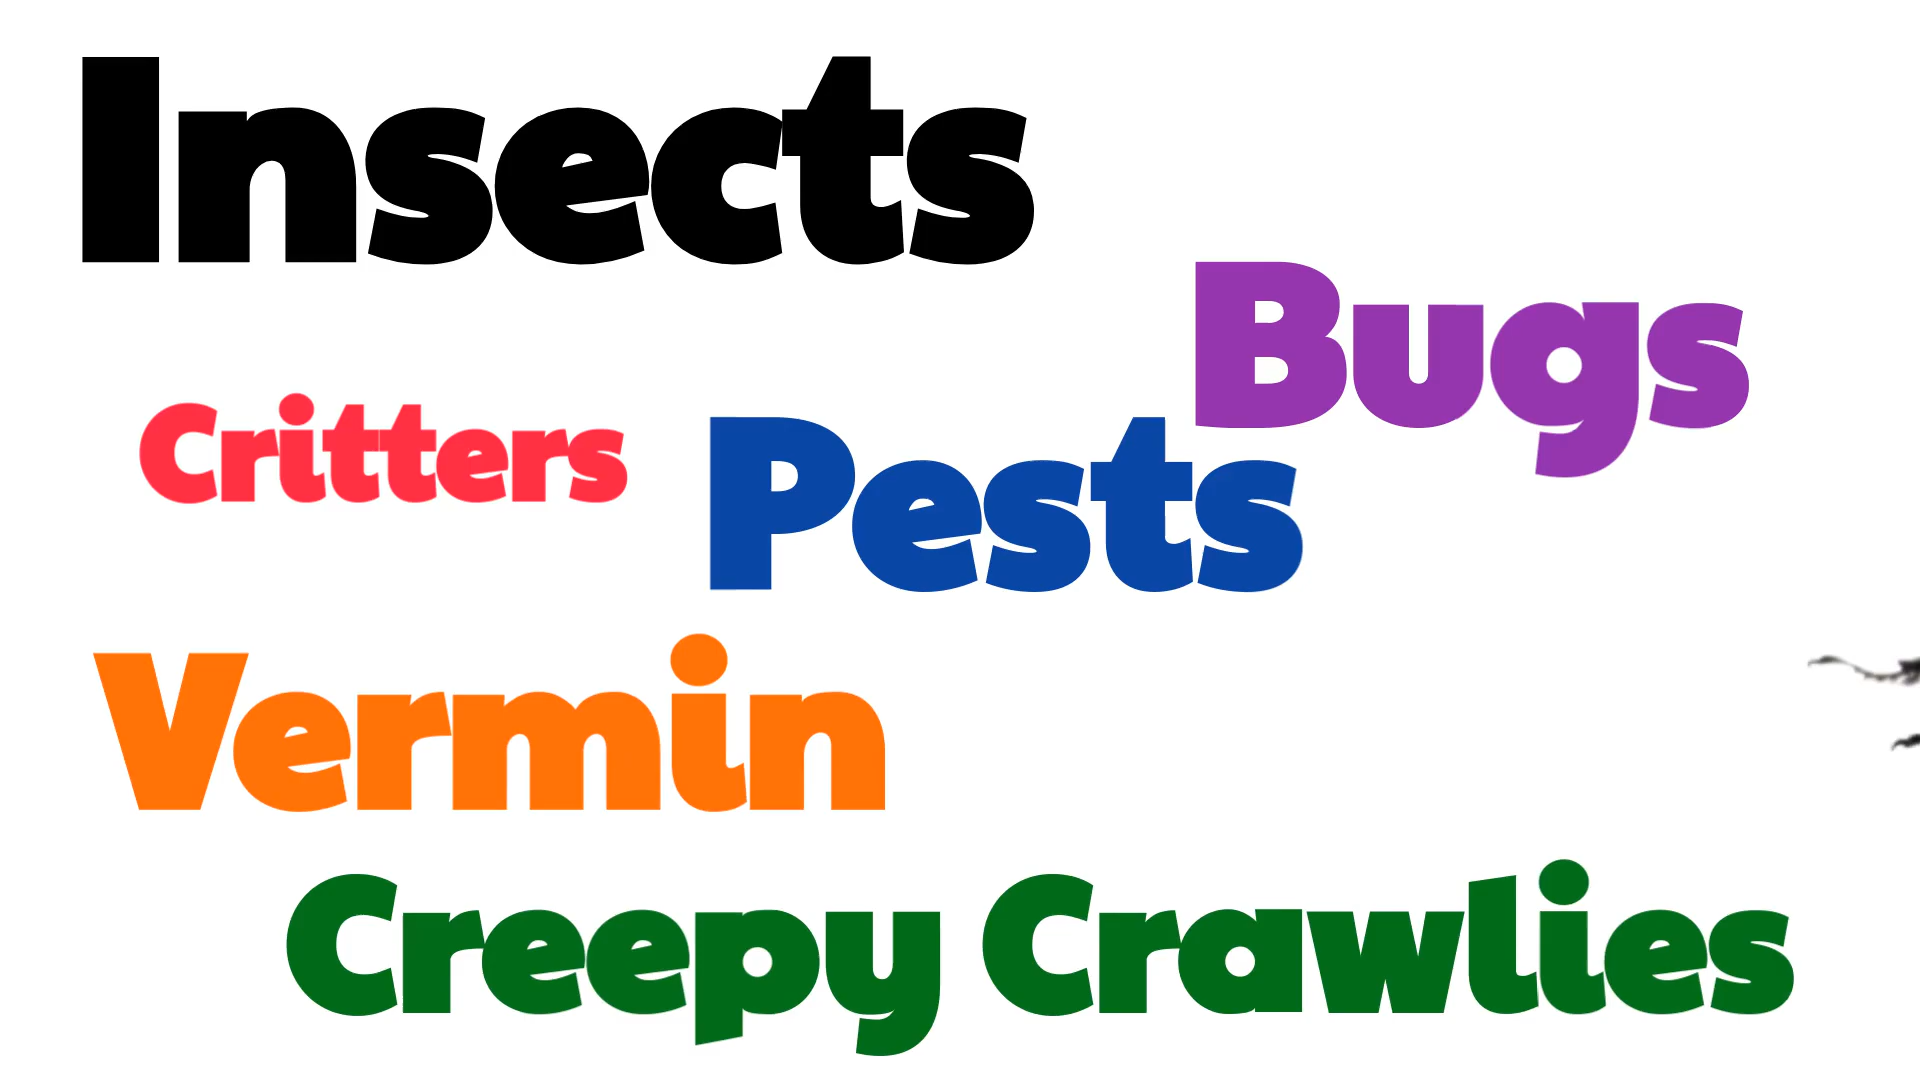 Insects
Bugs
Critters
Pests
Vermin
Creepy Crawlies